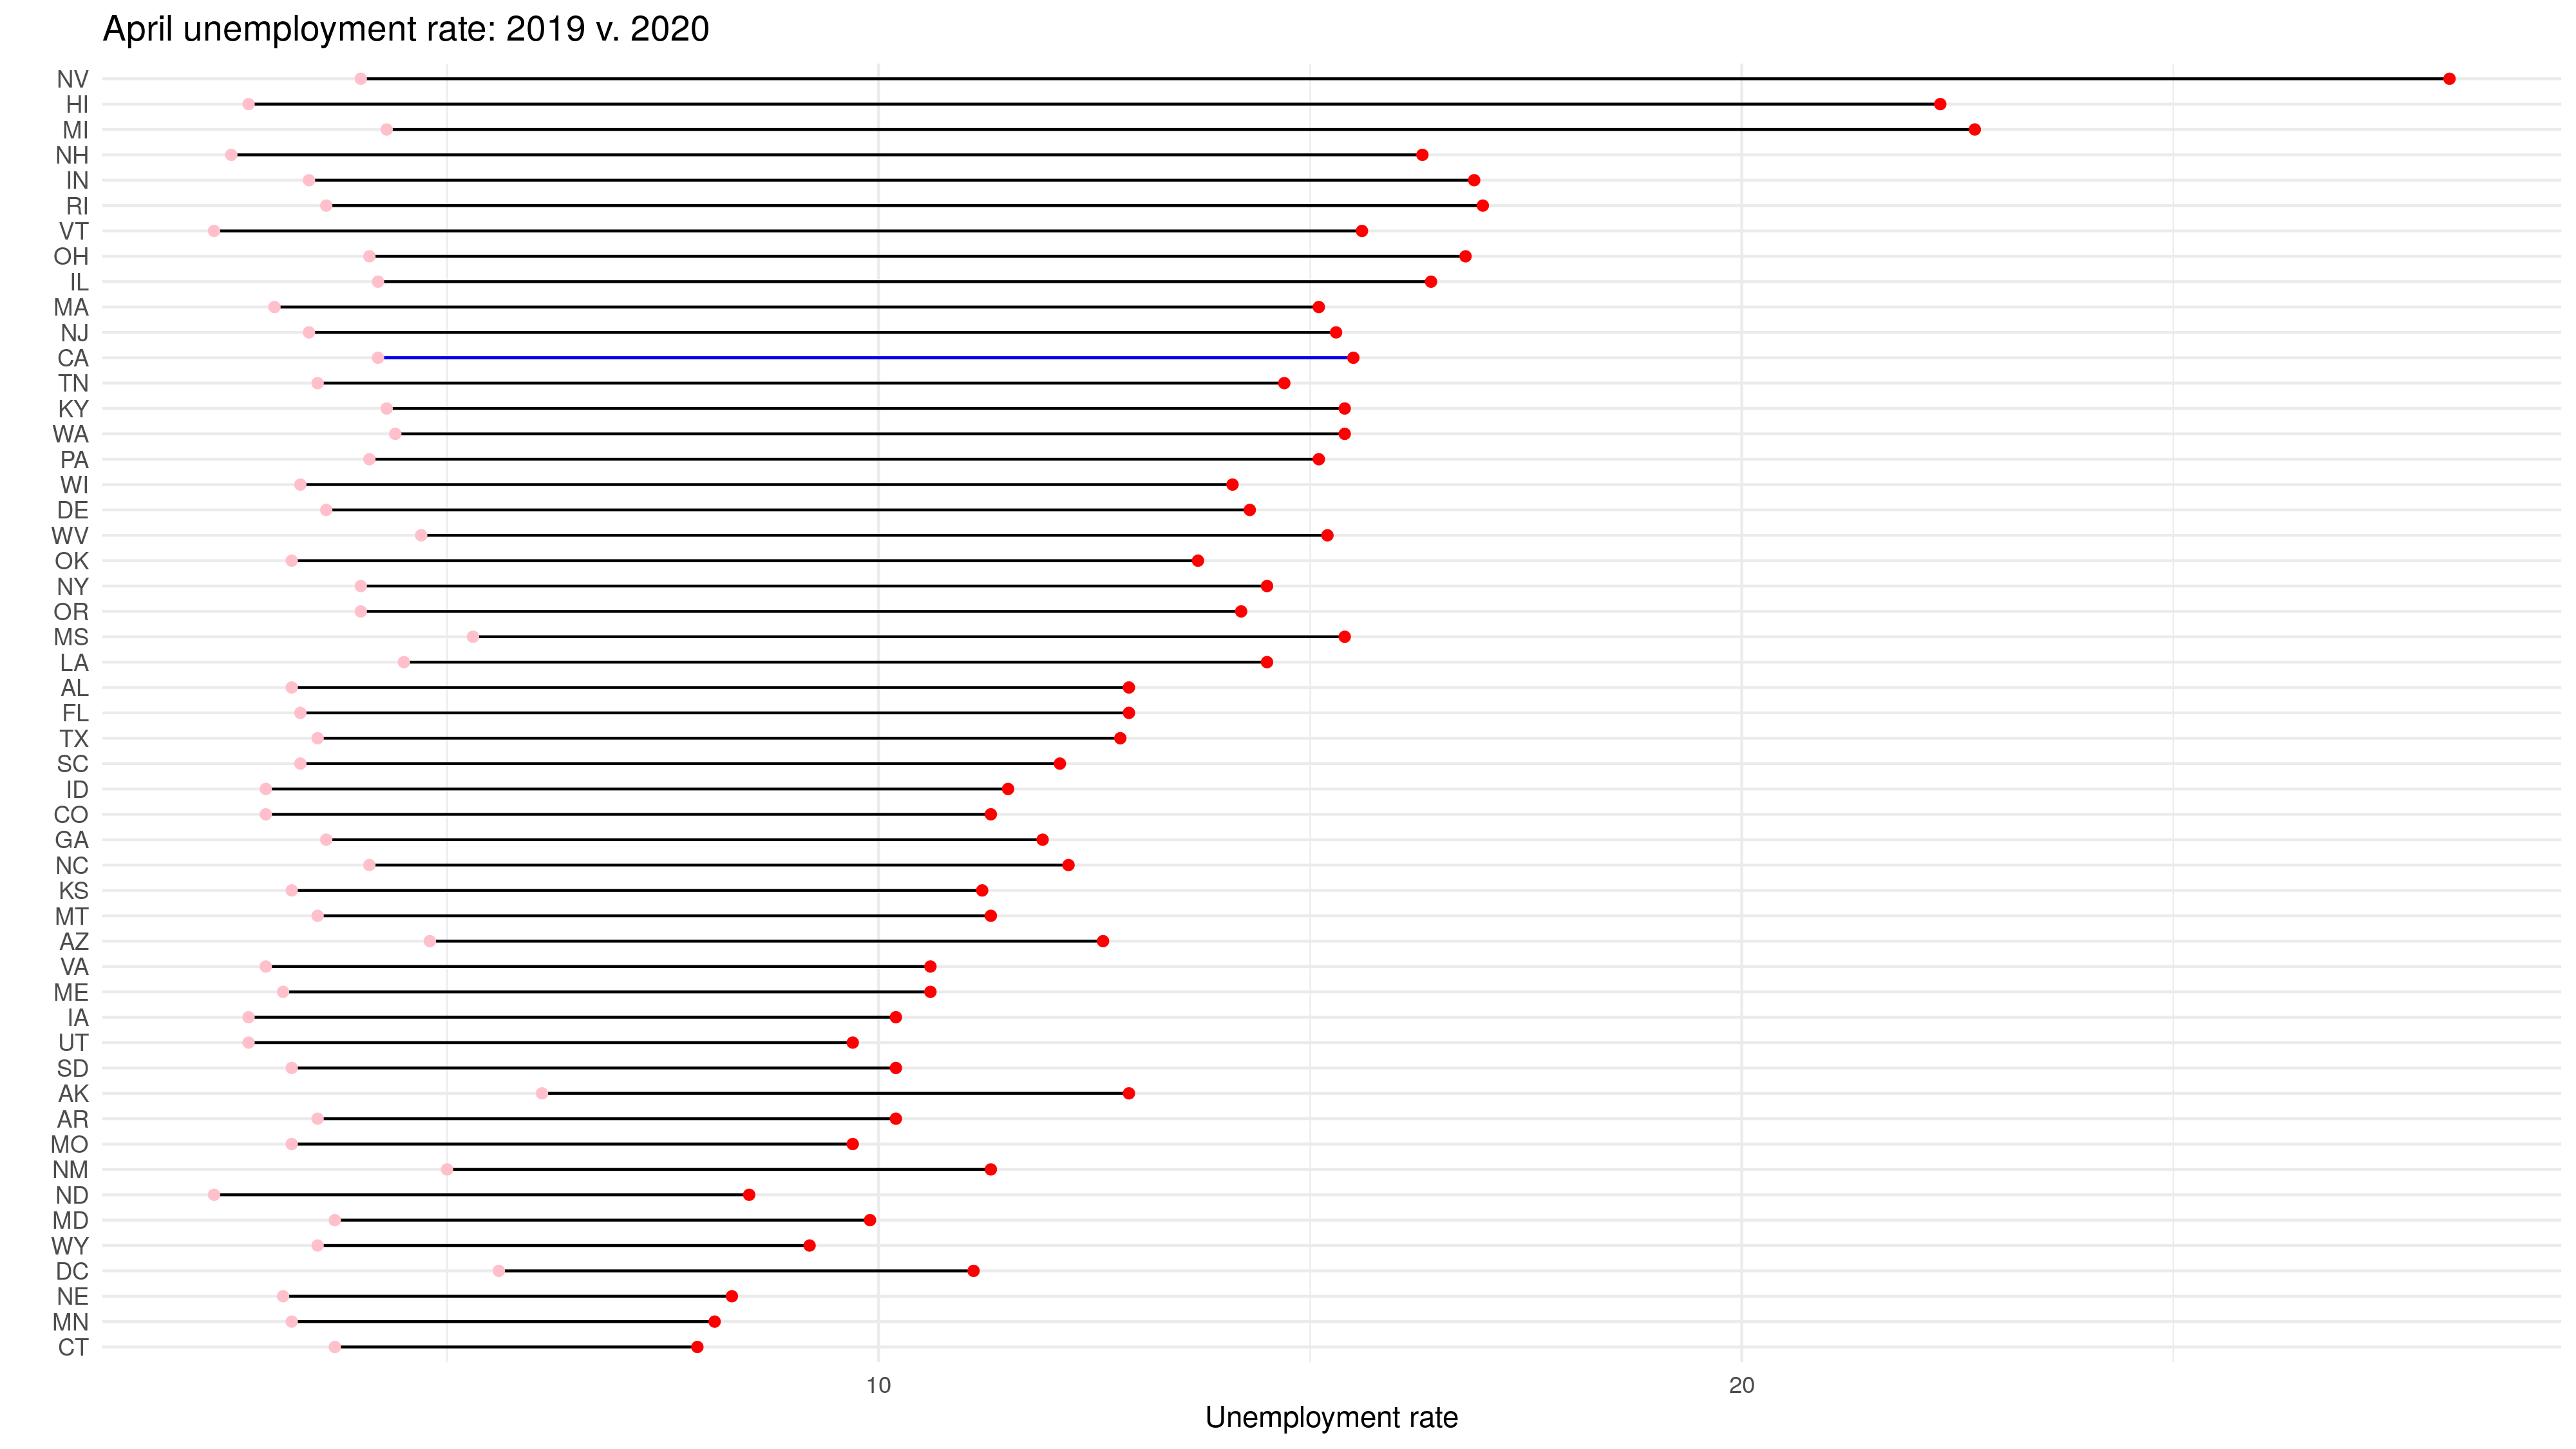 April unemployment rate: 2019 v. 2020
NV
HI
MI
NH
IN
RI
VT
OH
IL
MA
NJ
CA
TN
KY
WA
PA
WI
DE
WV
OK
NY
OR
MS
LA
AL
FL
TX
SC
ID
CO
GA
NC
KS
MT
AZ
VA
ME
IA
UT
SD
AK
AR
MO
NM
ND
MD
WY
DC
NE
MN
CT
10 20
Unemployment rate